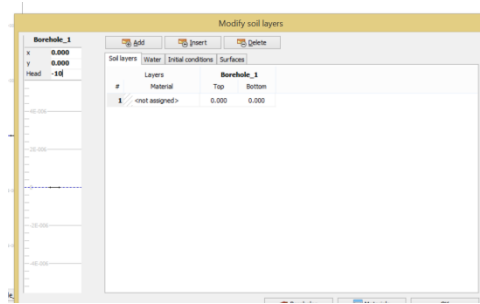 Modify soil layers
Borehole_1
x 0.000
y 0.000
Head -10
Add Insert Delete
Soil layers Water Initial conditions Surfaces
Layers Borehole_1
# Material Top Bottom
1 <not assigned> 0.000 0.000